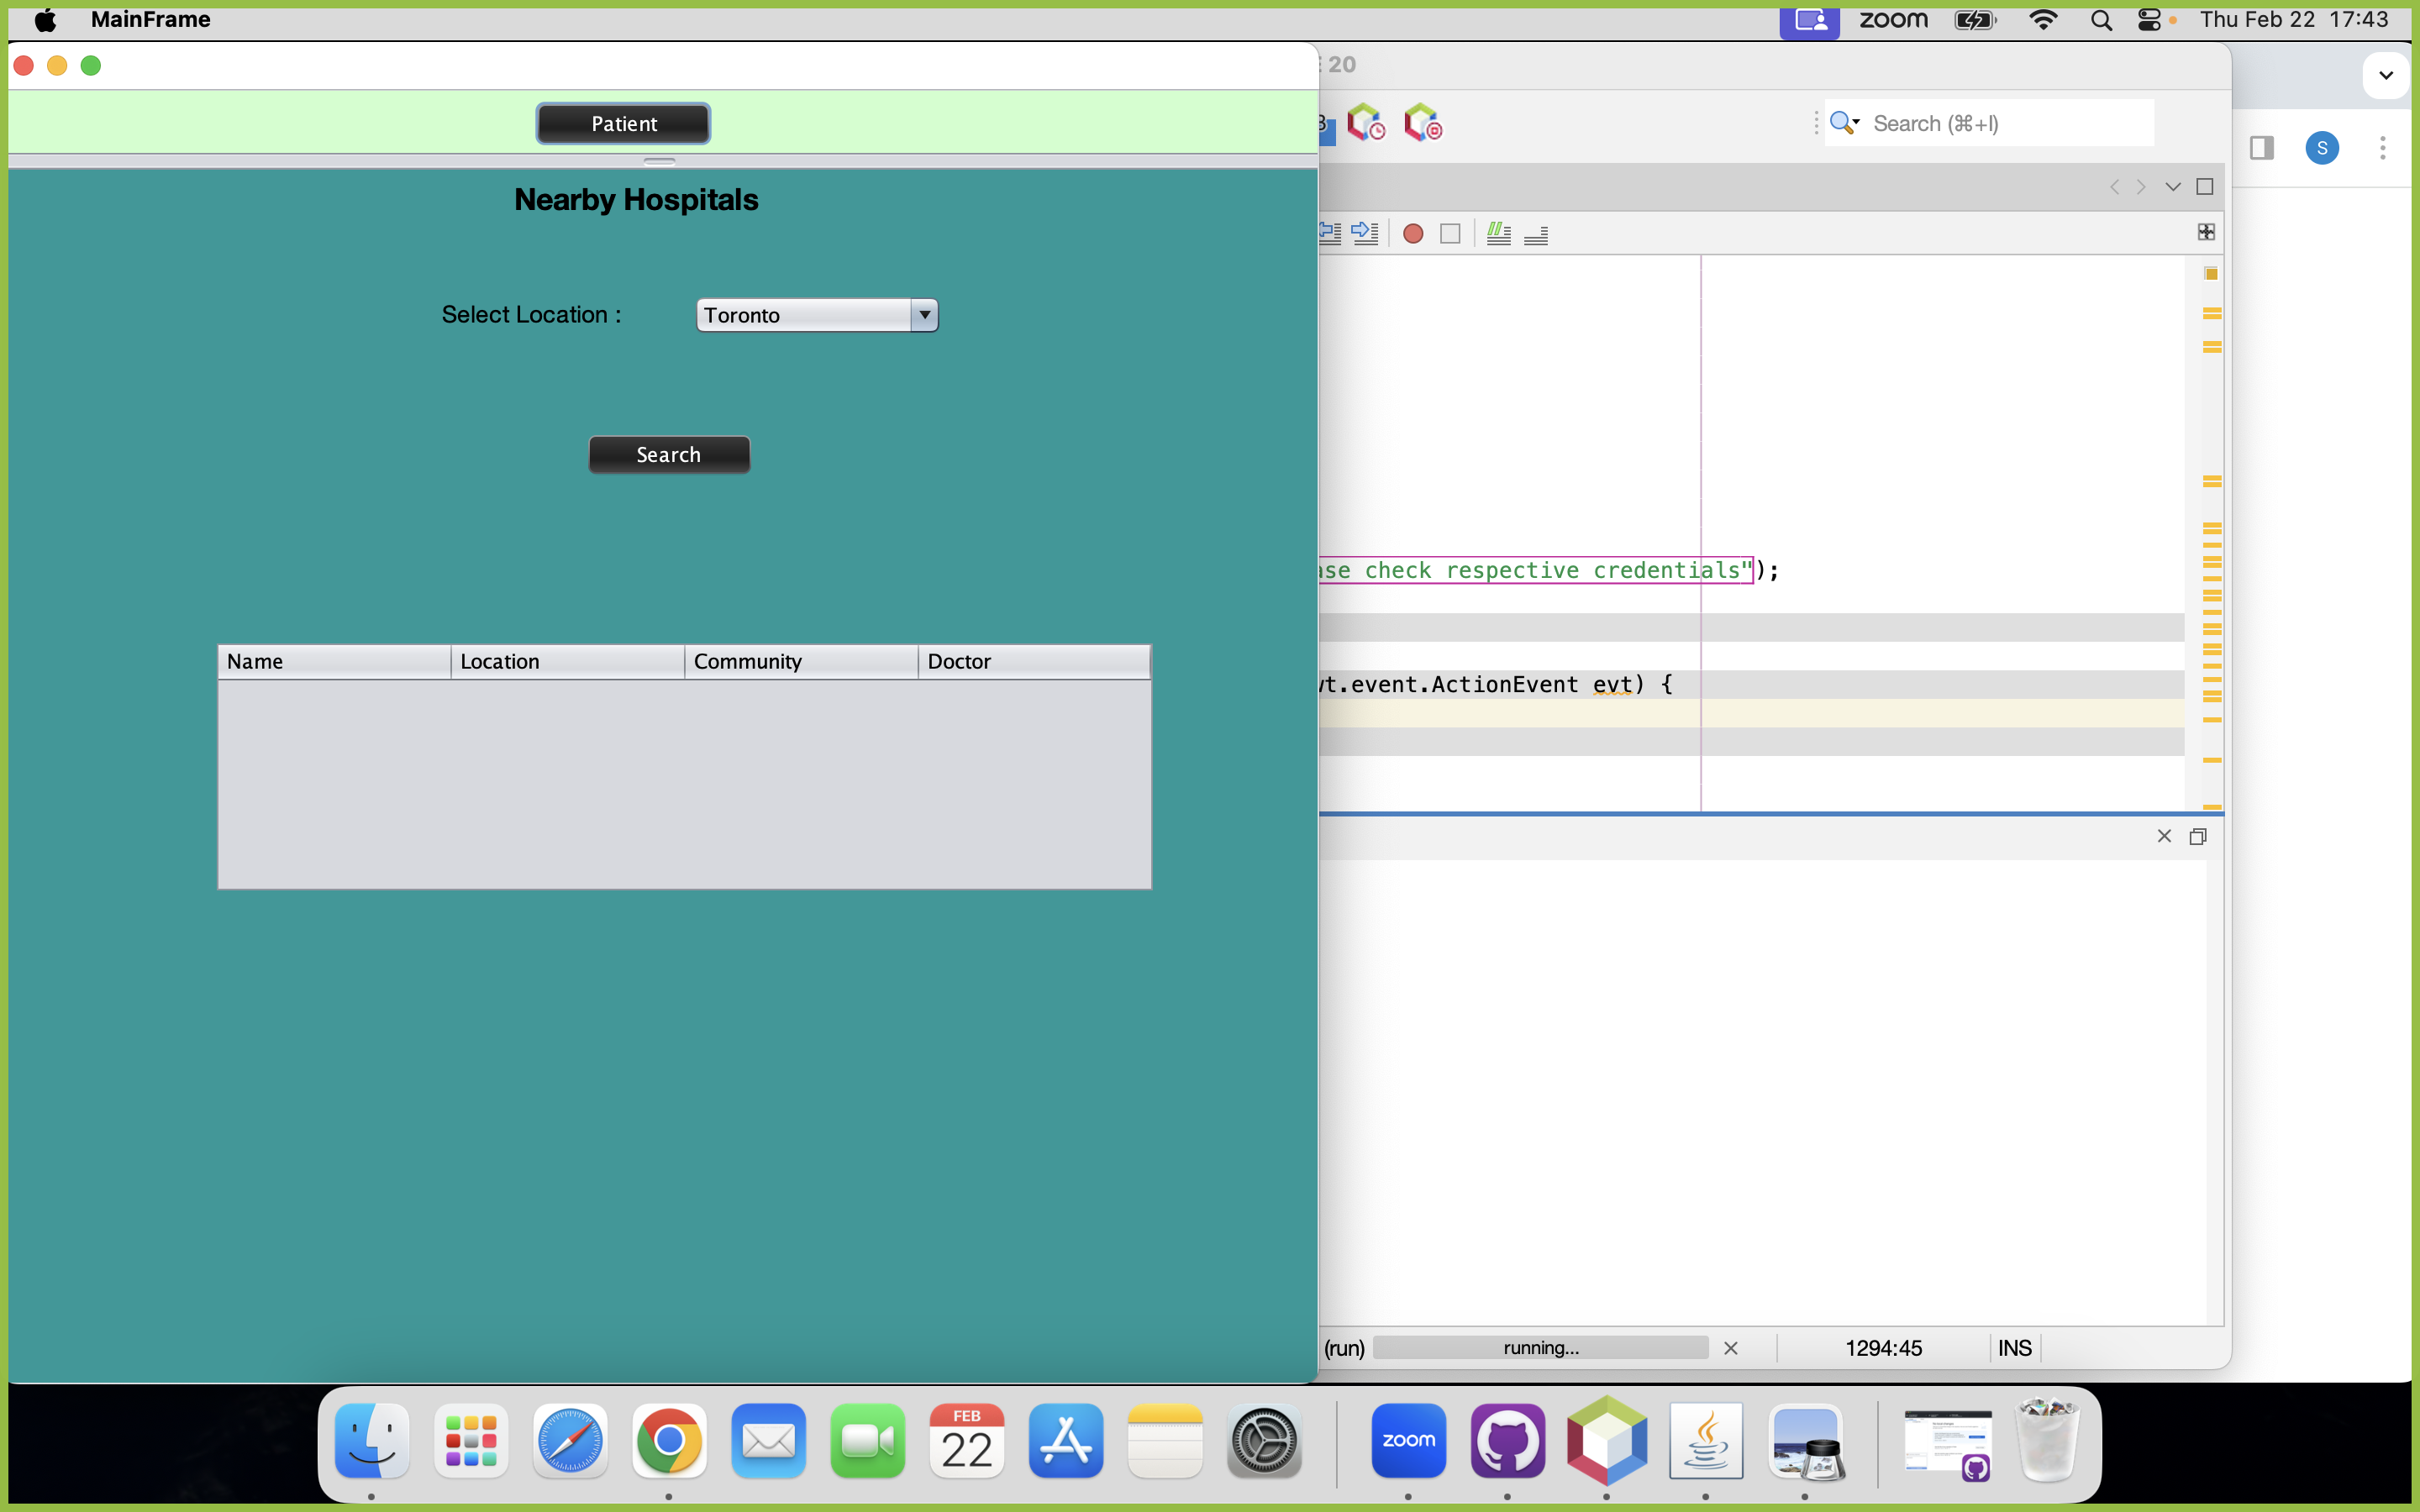 MainFrame
zoom
Thu Feb 22 17:43
20
Patient
Search (⌘+I)
S
Nearby Hospitals
Select Location :
Toronto
Search
ase check respective credentials");
Name
Location
Community
Doctor
wt.event.ActionEvent evt) {
(run)
running...
1294:45
INS
FEB
22
zoom